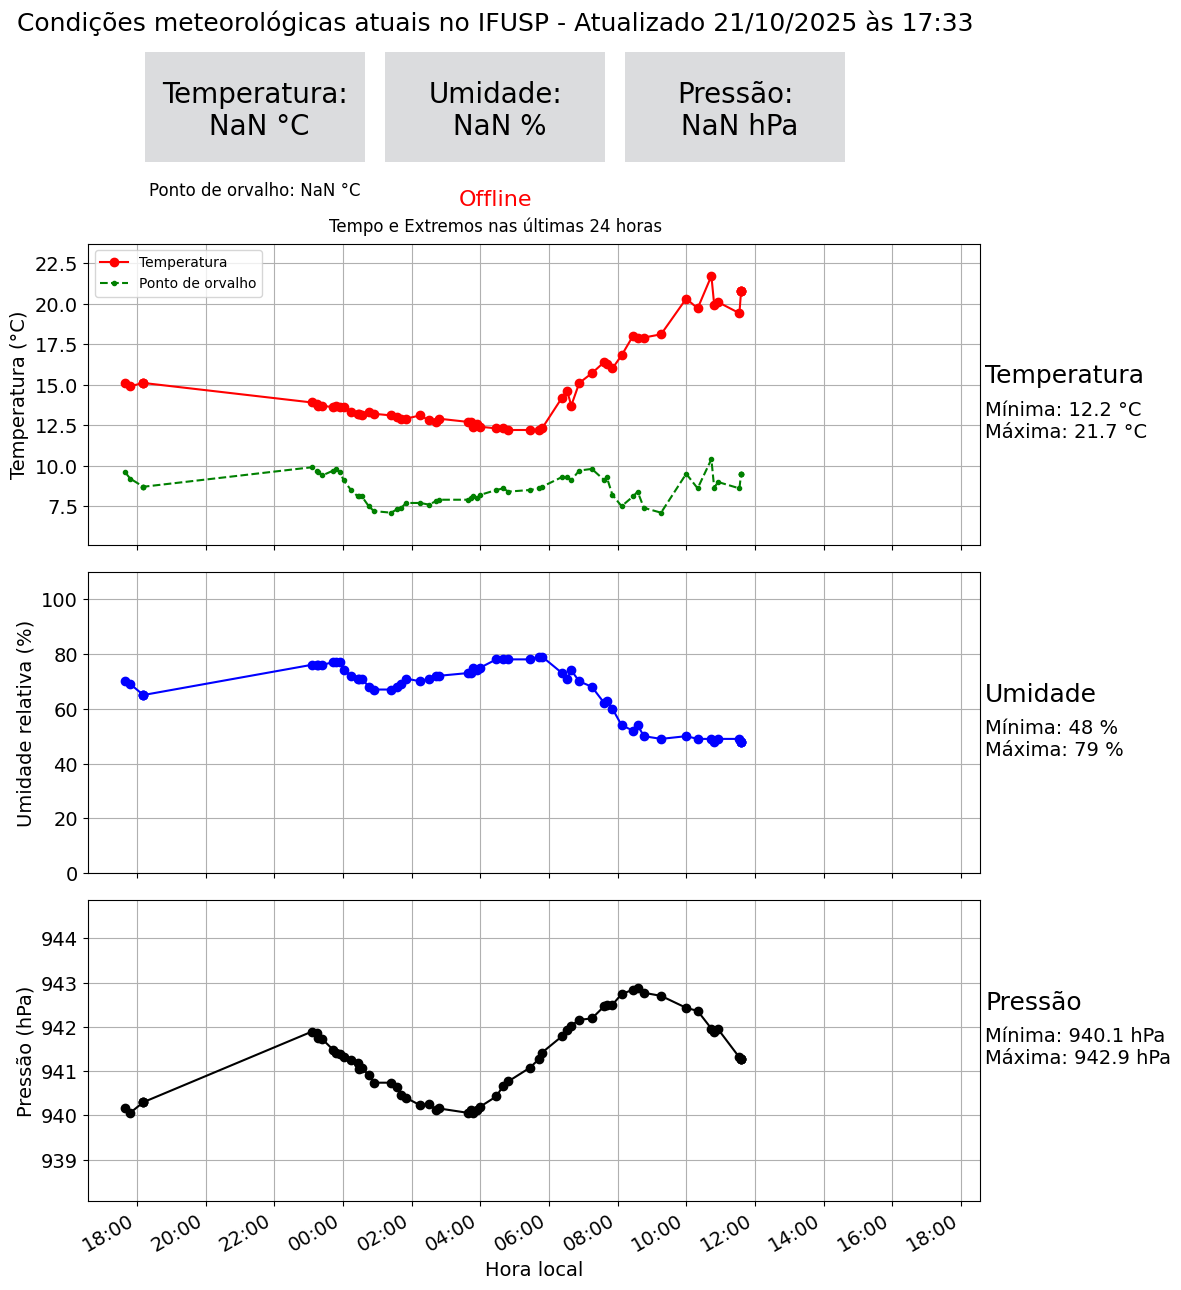 Condições meteorológicas atuais no IFUSP - Atualizado 21/10/2025 às 17:33
Temperatura:
NaN °C
Umidade:
NaN %
Pressão:
NaN hPa
Ponto de orvalho: NaN °C
Offline
Tempo e Extremos nas últimas 24 horas
Temperatura (°C)
22.5
20.0
17.5
15.0
12.5
10.0
7.5
Temperatura
Ponto de orvalho
Temperatura
Mínima: 12.2 °C
Máxima: 21.7 °C
Umidade relativa (%)
100
80
60
40
20
0
Umidade
Mínima: 48 %
Máxima: 79 %
Pressão (hPa)
944
943
942
941
940
939
Pressão
Mínima: 940.1 hPa
Máxima: 942.9 hPa
18:00
20:00
22:00
00:00
02:00
04:00
06:00
08:00
10:00
12:00
14:00
16:00
18:00
Hora local